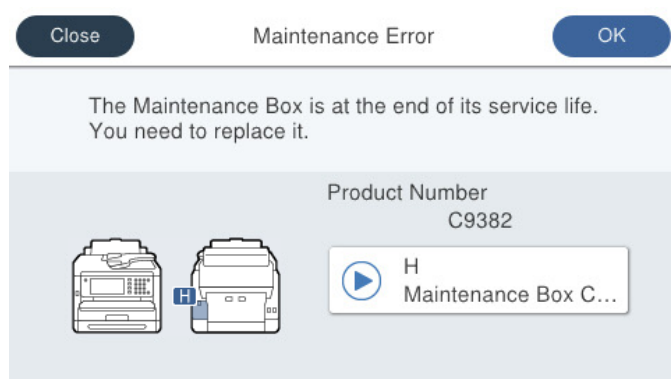 Close
Maintenance Error
OK
The Maintenance Box is at the end of its service life.
You need to replace it.
Product Number
C9382
H
H
Maintenance Box C...